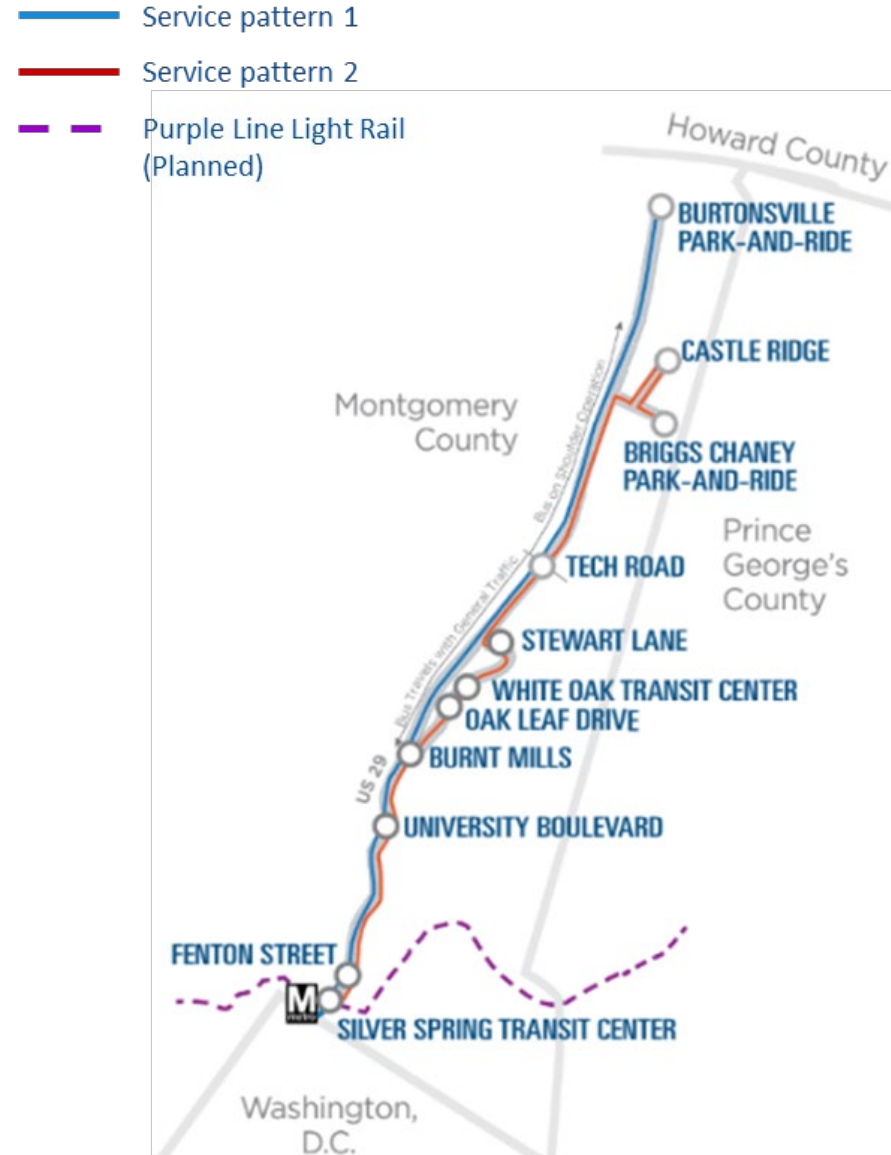 Service pattern 1
Service pattern 2
Purple Line Light Rail
(Planned)
Howard County
BURTONSVILLE
PARK-AND-RIDE
CASTLE RIDGE
Montgomery
County
Bus on Shoulder Operation
BRIGGS CHANEY
PARK-AND-RIDE
Prince
George's
County
TECH ROAD
Bus Travels with General Traffic
STEWART LANE
WHITE OAK TRANSIT CENTER
OAK LEAF DRIVE
BURNT MILLS
US 29
UNIVERSITY BOULEVARD
FENTON STREET
M
metro
SILVER SPRING TRANSIT CENTER
Washington,
D.C.